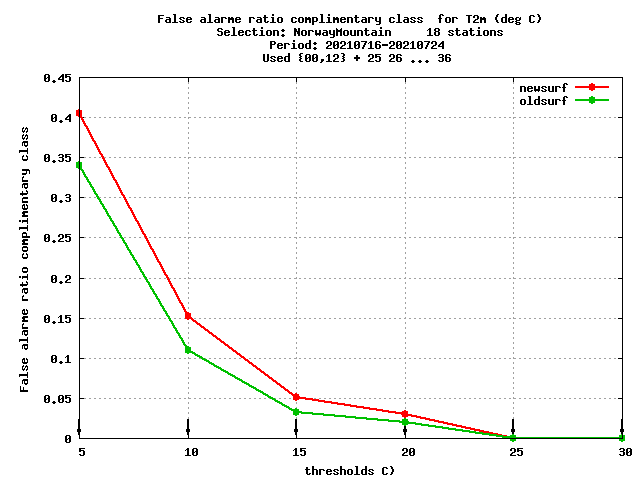 False alarme ratio complimentary class  for T2m (deg C)
Selection: NorwayMountain     18 stations
Period: 20210716-20210724
Used {00,12} + 25 26 ... 36
newsurf
oldsurf
False alarme ratio complimentary class
0.45
0.4
0.35
0.3
0.25
0.2
0.15
0.1
0.05
0
5 10 15 20 25 30
thresholds C)